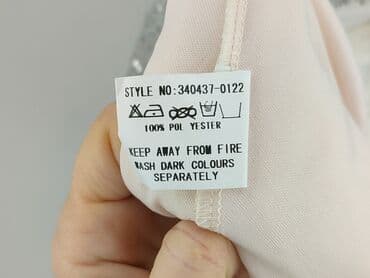 STYLE NO:340437-0122
100% POL YESTER
KEEP AWAY FROM FIRE
WASH DARK COLOURS
SEPARATELY